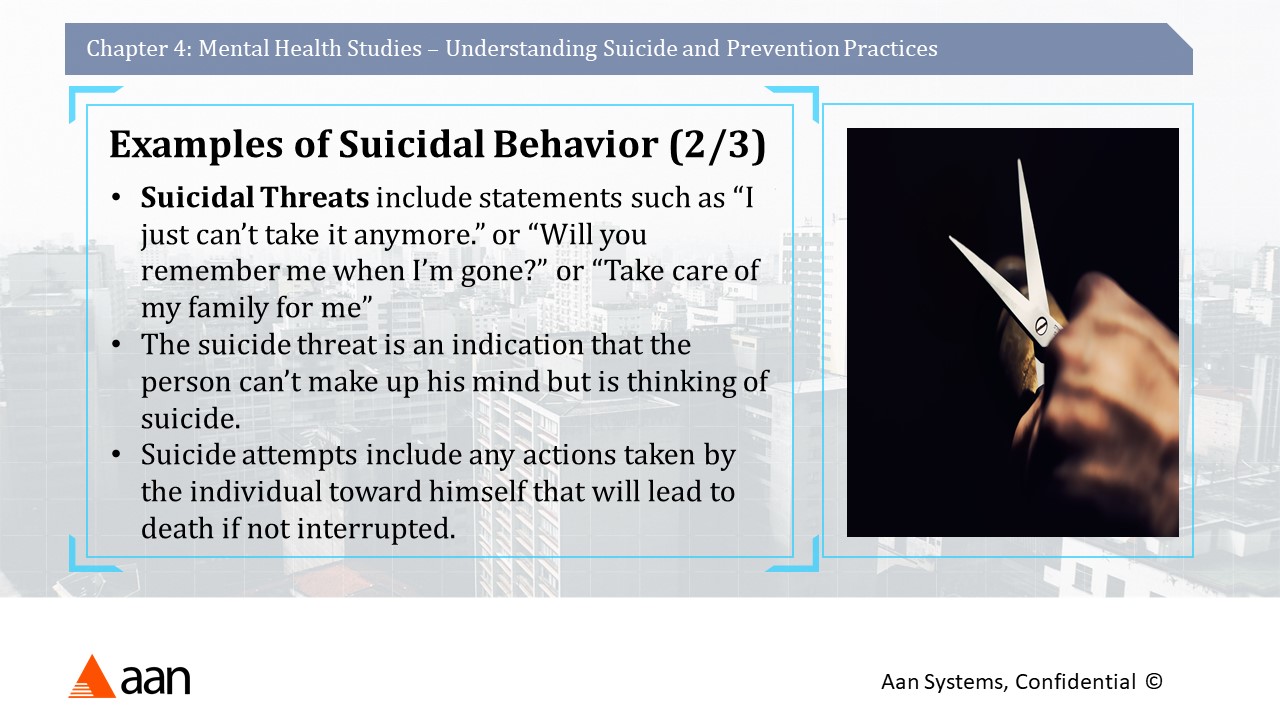 Chapter 4: Mental Health Studies – Understanding Suicide and Prevention Practices
Examples of Suicidal Behavior (2/3)
• Suicidal Threats include statements such as “I
just can’t take it anymore.” or “Will you
remember me when I’m gone?” or “Take care of
my family for me”
• The suicide threat is an indication that the
person can’t make up his mind but is thinking of
suicide.
• Suicide attempts include any actions taken by
the individual toward himself that will lead to
death if not interrupted.
aan
Aan Systems, Confidential ©